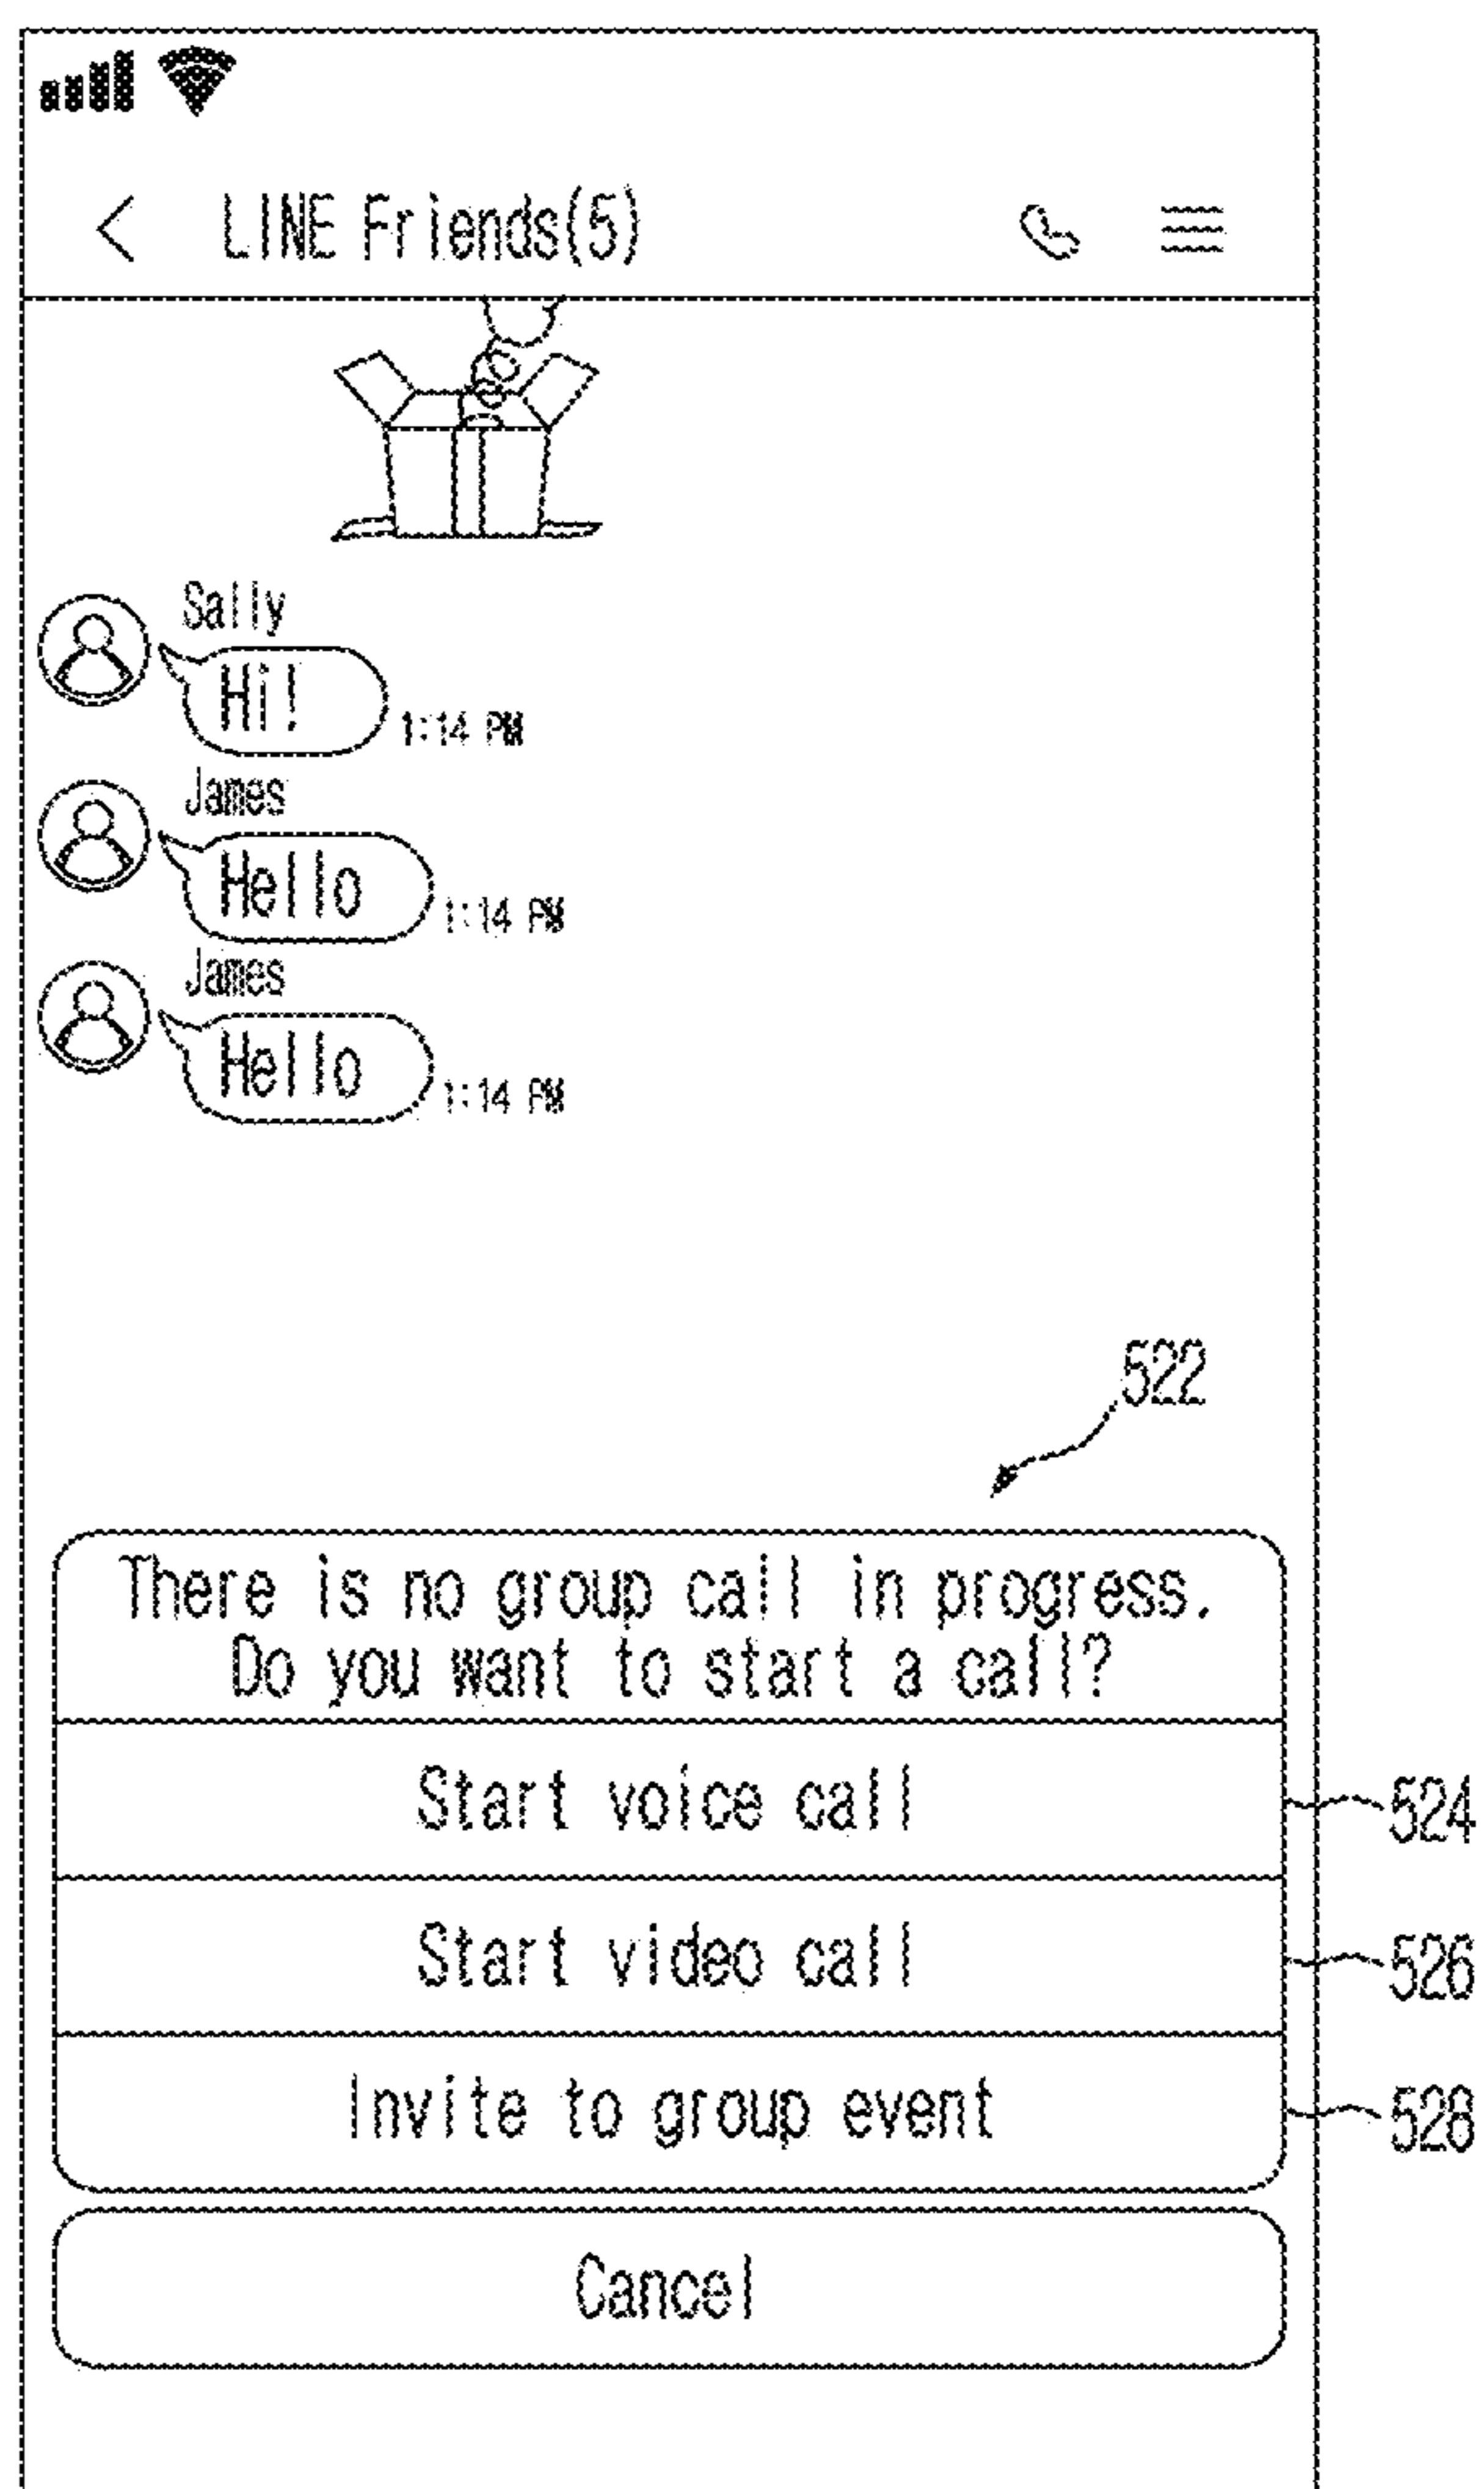 LINE Friends(5)
Sally
Hi!
1:14 PM
James
Hello
1:14 PM
James
Hello
1:14 PM
522
There is no group call in progress.
Do you want to start a call?
Start voice call
524
Start video call
526
Invite to group event
528
Cancel